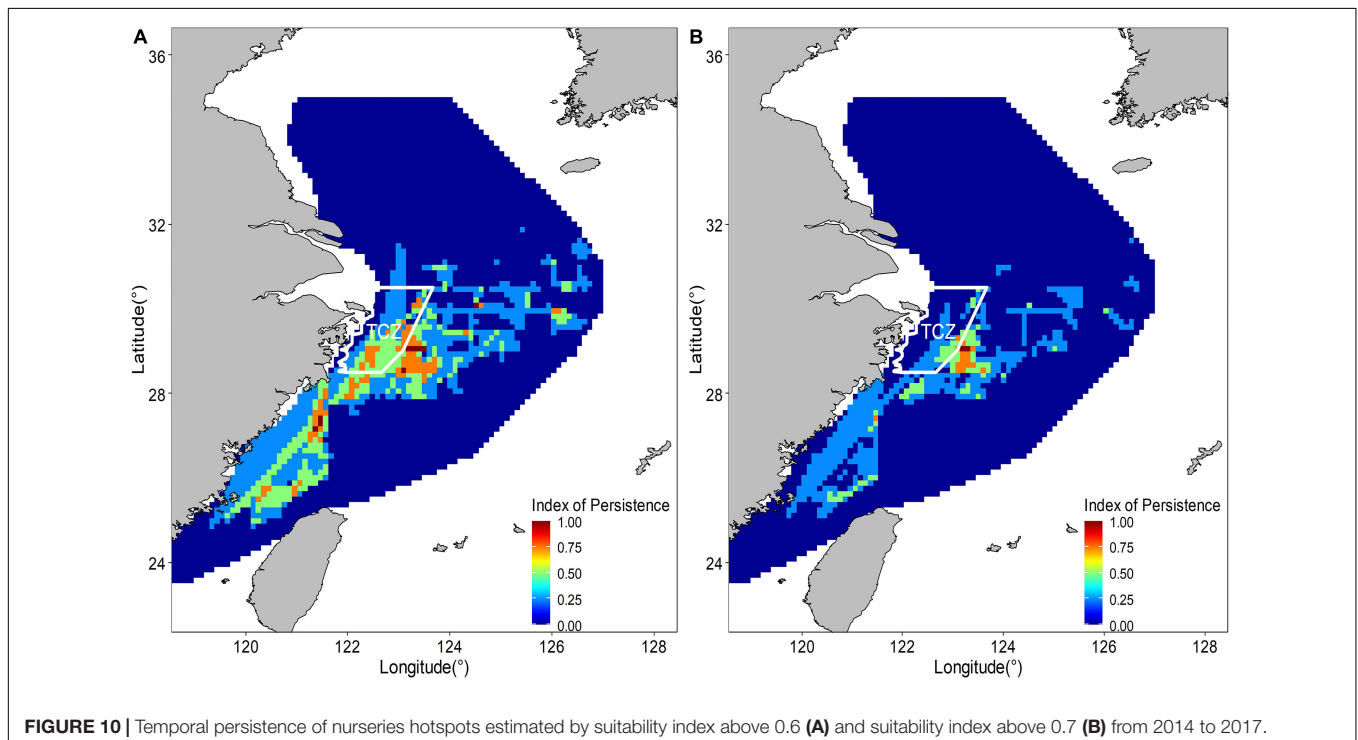 A
B
36
32
28
24
Latitude(°)
TCZ
Index of Persistence
1.00
0.75
0.50
0.25
0.00
120
122
124
126
128
Longitude(°)
36
32
28
24
Latitude(°)
TCZ
Index of Persistence
1.00
0.75
0.50
0.25
0.00
120
122
124
126
128
Longitude(°)
FIGURE 10 | Temporal persistence of nurseries hotspots estimated by suitability index above 0.6 (A) and suitability index above 0.7 (B) from 2014 to 2017.